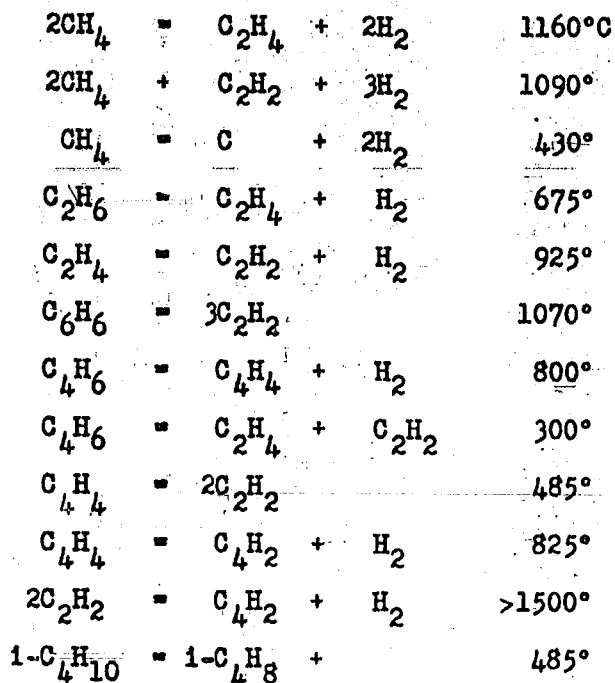 2CH4 = C2H4 + 2H2 1160°C
2CH4 + C2H2 + 3H2 1090°
CH4 = C + 2H2 430°
C2H6 = C2H4 + H2 675°
C2H4 = C2H2 + H2 925°
C6H6 = 3C2H2 1070°
C4H6 = C4H4 + H2 800°
C4H6 = C2H4 + C2H2 300°
C4H4 = 2C2H2 485°
C4H4 = C4H2 + H2 825°
2C2H2 = C4H2 + H2 >1500°
i-C4H10 = i-C4H8 + 485°